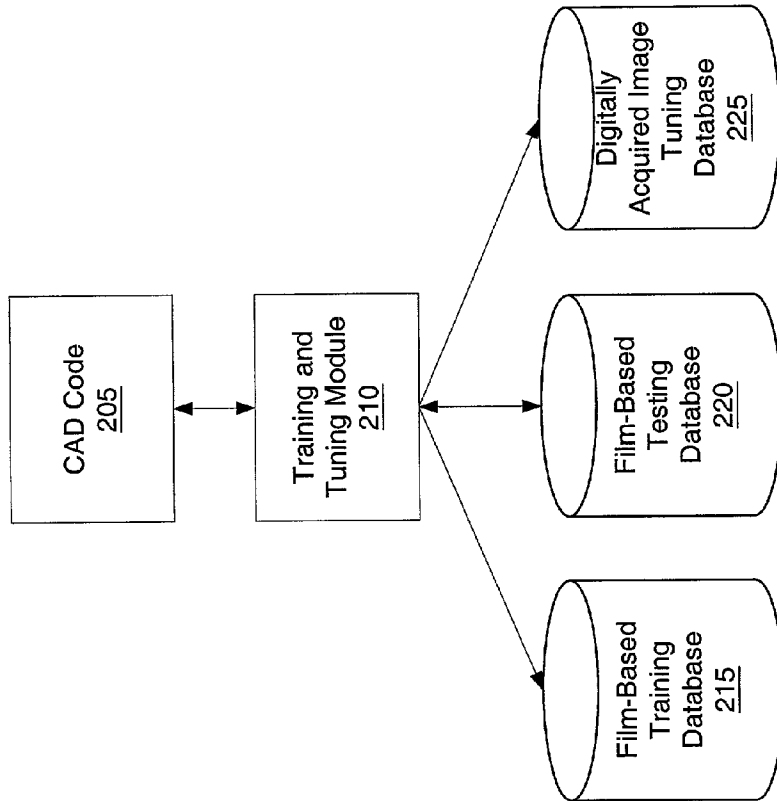 CAD Code
205
Training and
Tuning Module
210
Film-Based
Training
Database
215
Film-Based
Testing
Database
220
Digitally
Acquired Image
Tuning
Database
225